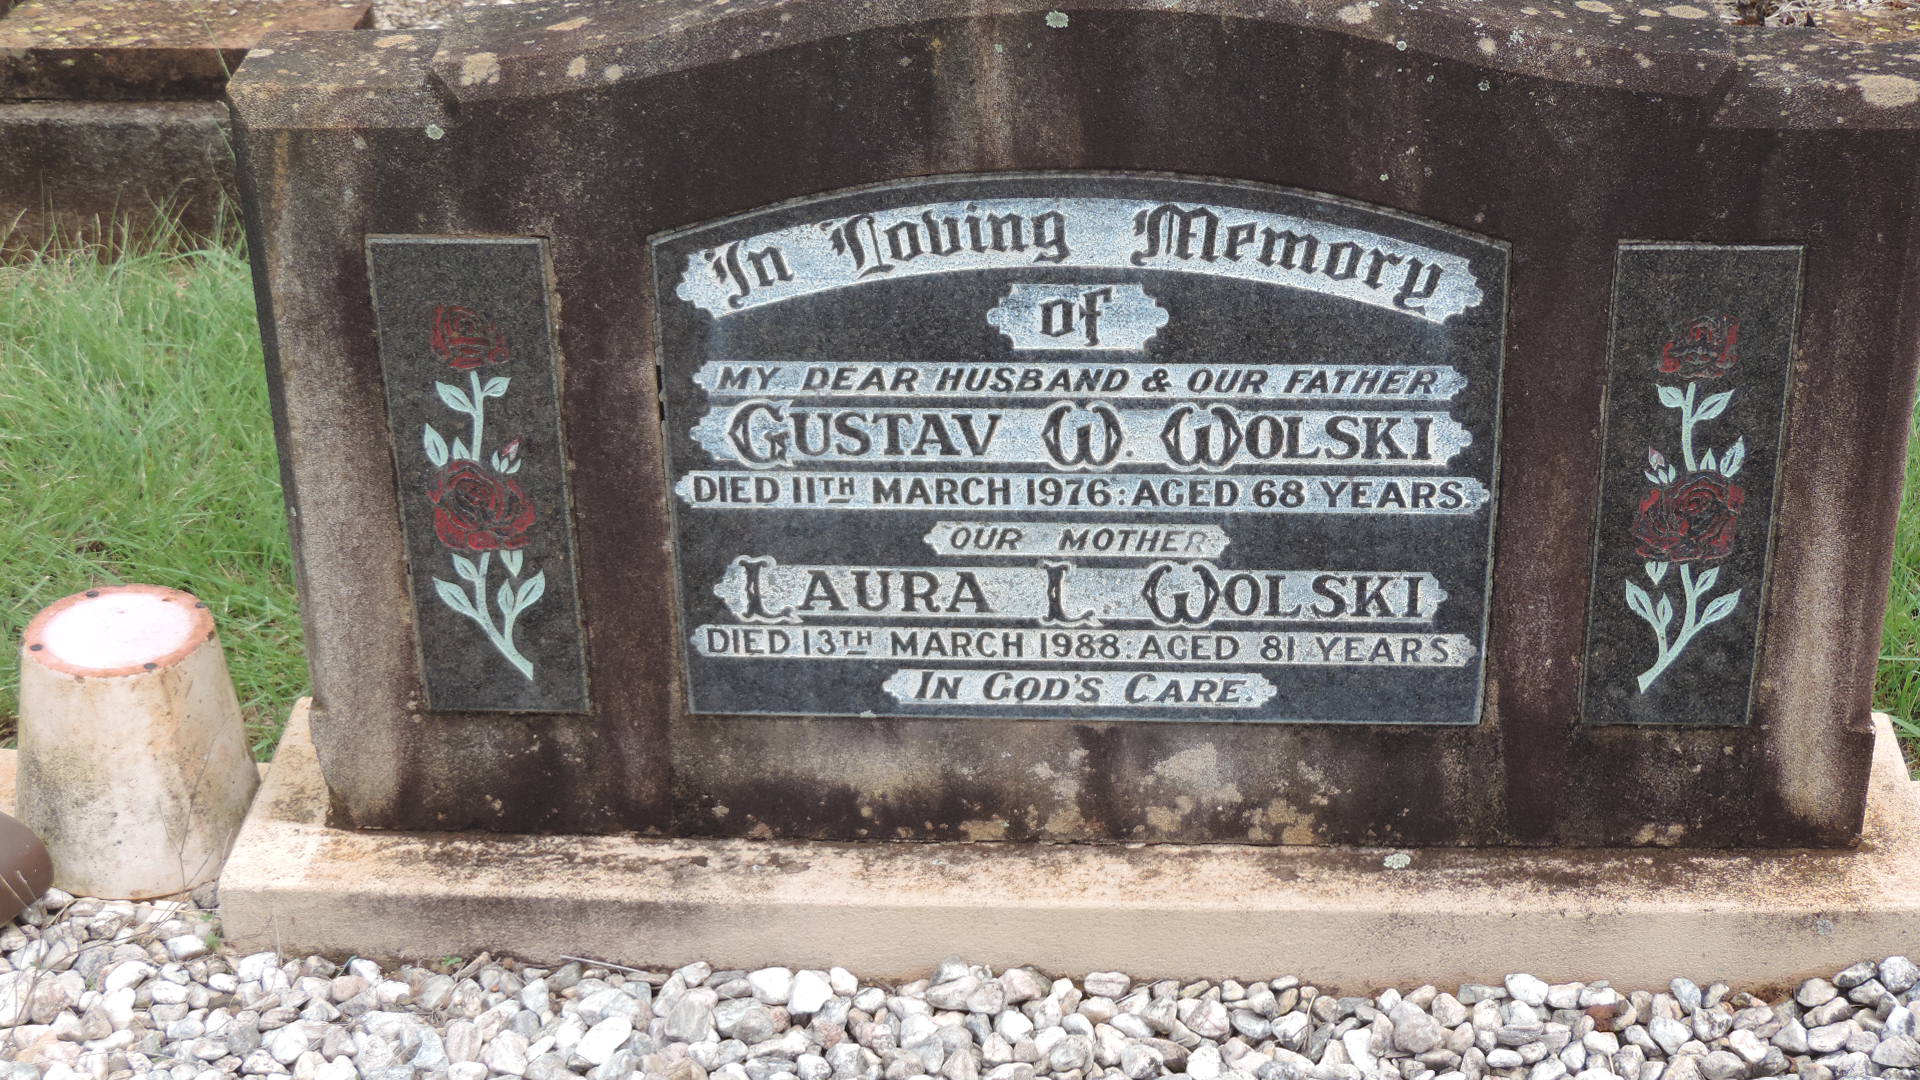 In Loving Memory
of
MY DEAR HUSBAND & OUR FATHER
GUSTAV W. WOLSKI
DIED 11TH MARCH 1976: AGED 68 YEARS.
OUR MOTHER
LAURA L. WOLSKI
DIED 13TH MARCH 1988: AGED 81 YEARS
IN GOD'S CARE.